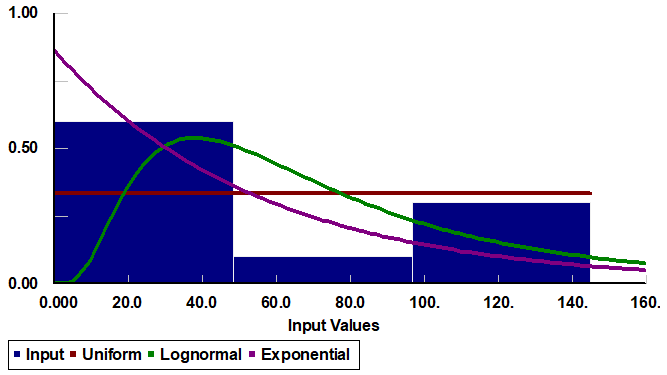 1.00
0.50
0.00
0.000 20.0 40.0 60.0 80.0 100. 120. 140. 160.
Input Values
Input Uniform Lognormal Exponential